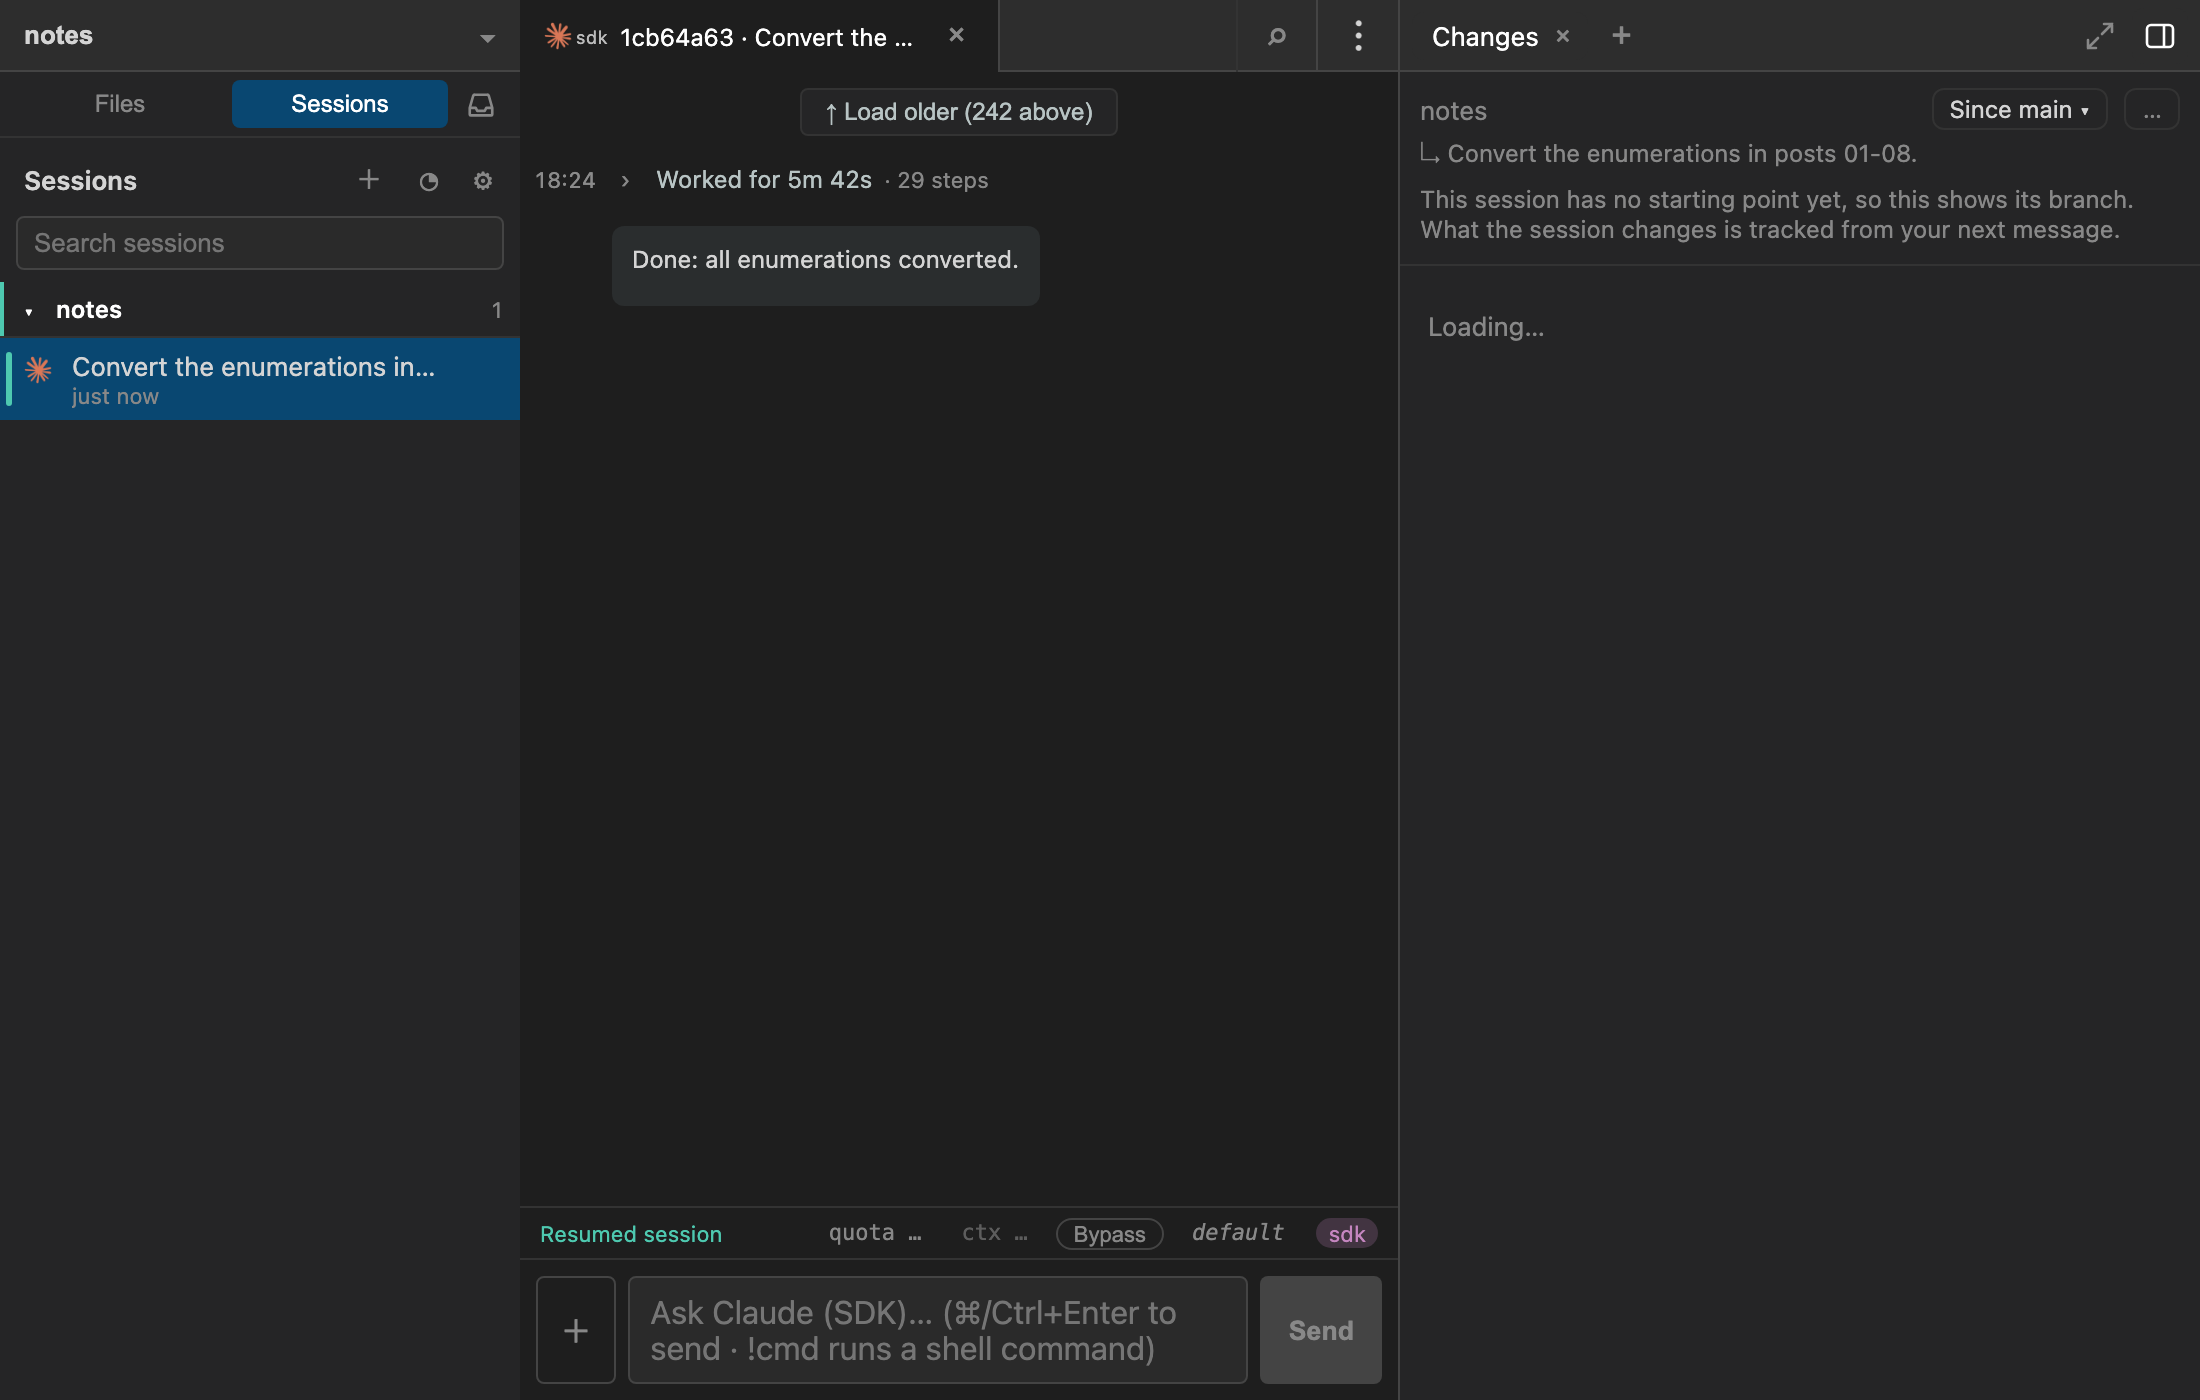 notes
Files
Sessions
Sessions
Search sessions
notes
1
Convert the enumerations in...
just now
sdk 1cb64a63 · Convert the ...
↑ Load older (242 above)
18:24 › Worked for 5m 42s · 29 steps
Done: all enumerations converted.
Resumed session
quota …
ctx …
Bypass
default
sdk
Ask Claude (SDK)... (⌘/Ctrl+Enter to
send · !cmd runs a shell command)
Send
Changes
notes
Since main
...
Convert the enumerations in posts 01-08.
This session has no starting point yet, so this shows its branch.
What the session changes is tracked from your next message.
Loading...